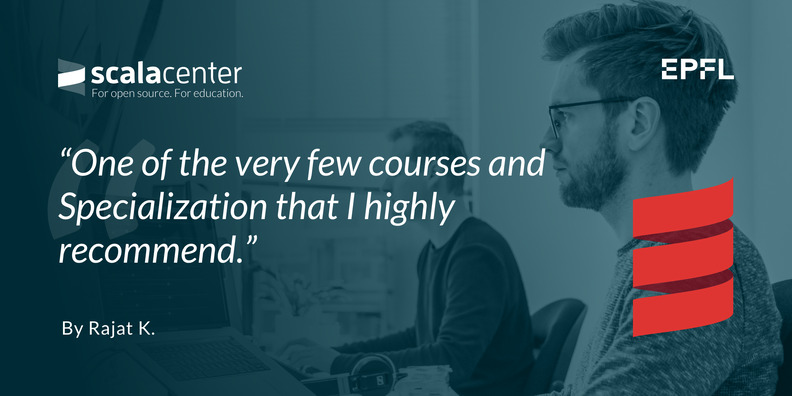 scalacenter
For open source. For education.
EPFL
“One of the very few courses and
Specialization that I highly
recommend.”
By Rajat K.